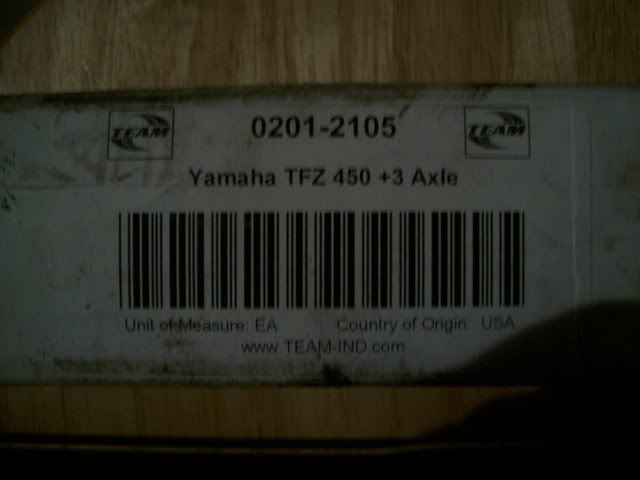 TEAM 0201-2105 TEAM
Yamaha TFZ 450 +3 Axle
Unit of Measure: EA Country of Origin: USA
www.TEAM-IND.com